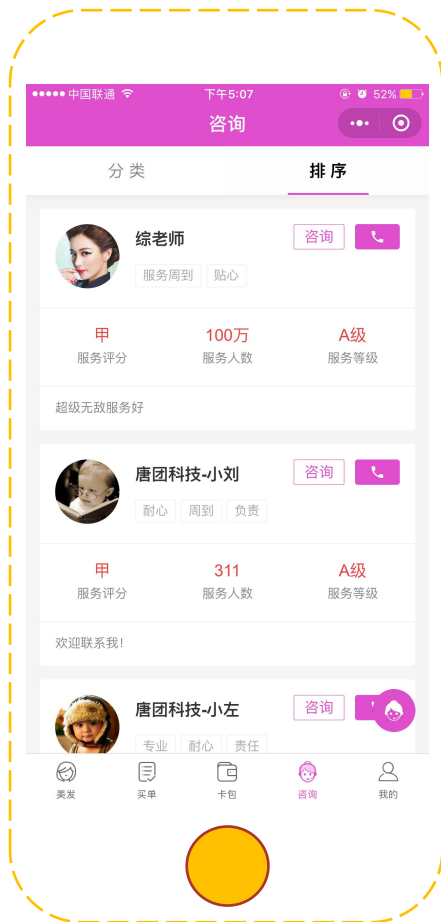 中国联通 下午5:07 52%
咨询
分类 排序
综老师 咨询
服务周到 贴心
甲 100万 A级
服务评分 服务人数 服务等级
超级无敌服务好
唐团科技-小刘 咨询
耐心 周到 负责
甲 311 A级
服务评分 服务人数 服务等级
欢迎联系我!
唐团科技-小左 咨询
专业 耐心 责任
美发 买单 卡包 咨询 我的